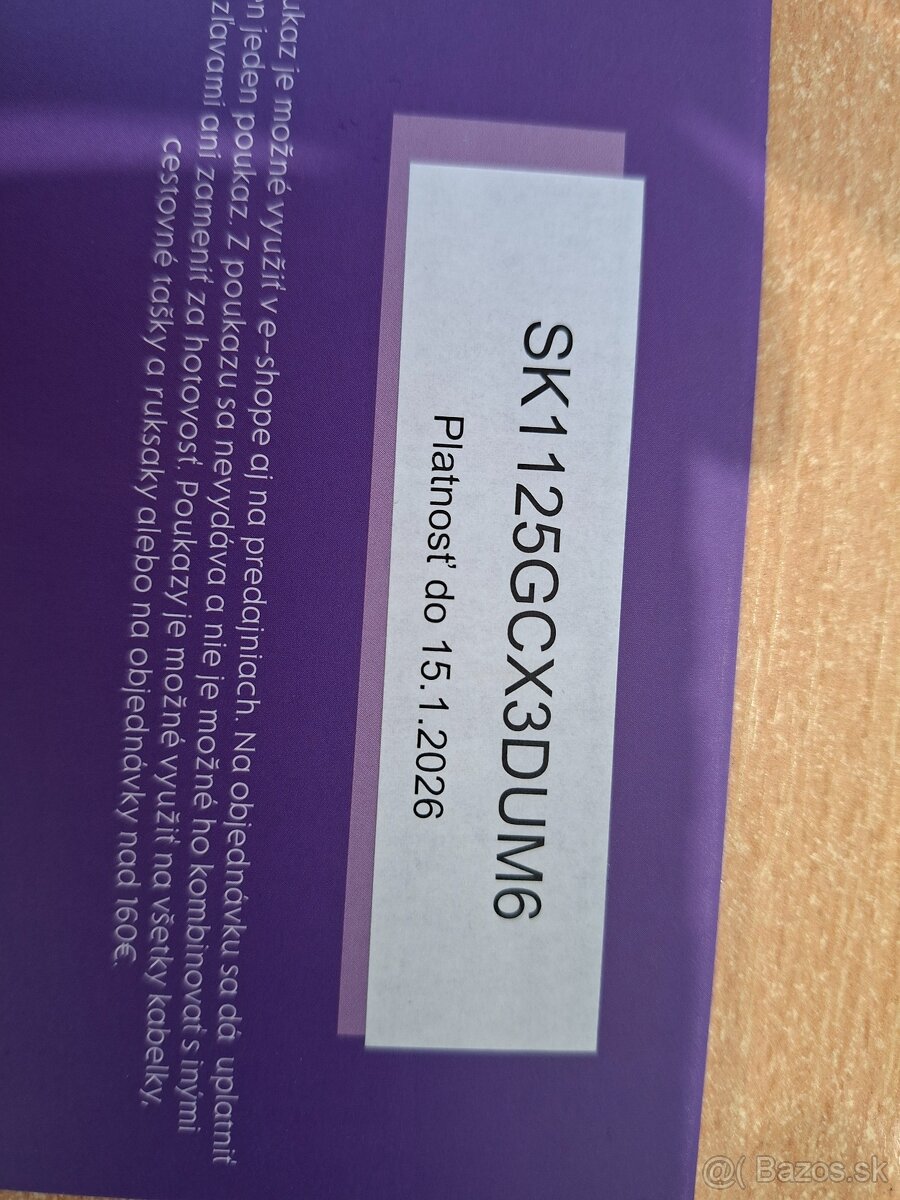 SK1125GCX3DUM6
Platnosť do 15.1.2026
je možné využiť v e-shope aj na predajniach. Na objednávku sa dá uplatniť
jeden poukaz. Z poukazu sa nevydáva a nie je možné ho kombinovať s inými
zľavami ani zameniť za hotovosť. Poukazy je možné využiť na všetky kabelky,
cestovné tašky a ruksaky alebo na objednávky nad 160€.
@( Bazos.sk